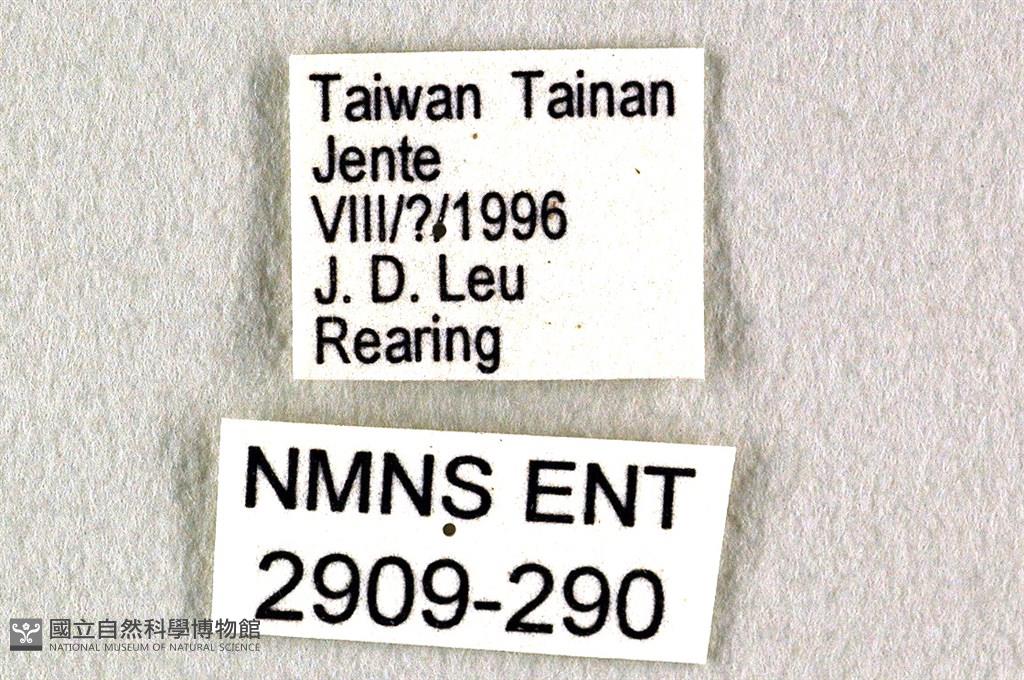 Taiwan Tainan
Jente
VIII/?/1996
J. D. Leu
Rearing
NMNS ENT
2909-290
國立自然科學博物館
NATIONAL MUSEUM OF NATURAL SCIENCE